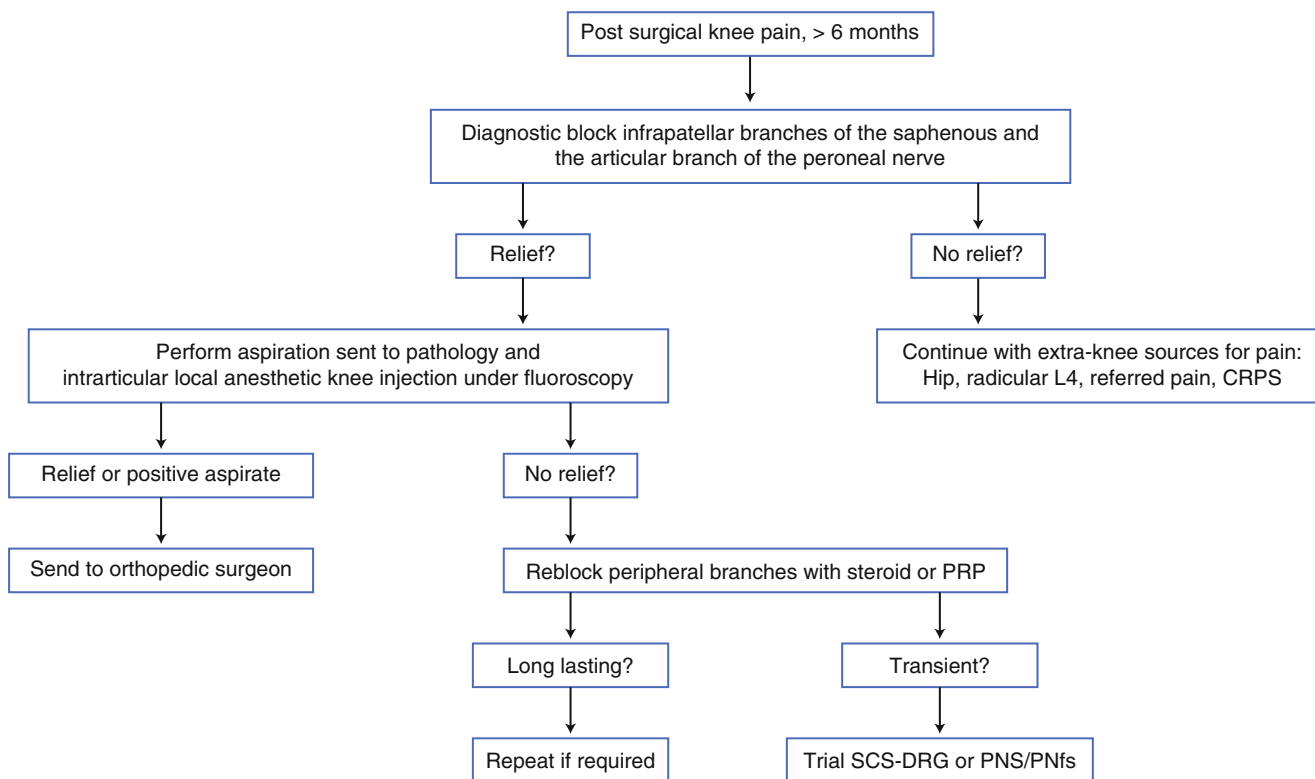 Post surgical knee pain, > 6 months
Diagnostic block infrapatellar branches of the saphenous and
the articular branch of the peroneal nerve
Relief?
No relief?
Perform aspiration sent to pathology and
intrarticular local anesthetic knee injection under fluoroscopy
Continue with extra-knee sources for pain:
Hip, radicular L4, referred pain, CRPS
Relief or positive aspirate
No relief?
Send to orthopedic surgeon
Reblock peripheral branches with steroid or PRP
Long lasting?
Transient?
Repeat if required
Trial SCS-DRG or PNS/PNfs